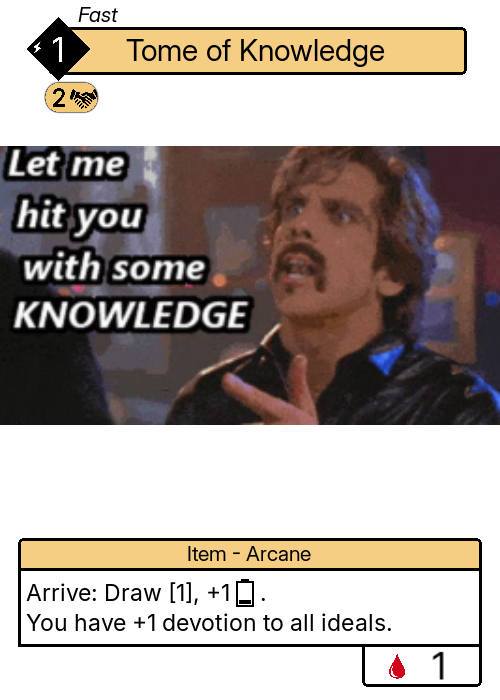 Fast
1
Tome of Knowledge
2
Let me
hit you
with some
KNOWLEDGE
Item - Arcane
Arrive: Draw [1], +1 .
You have +1 devotion to all ideals.
1